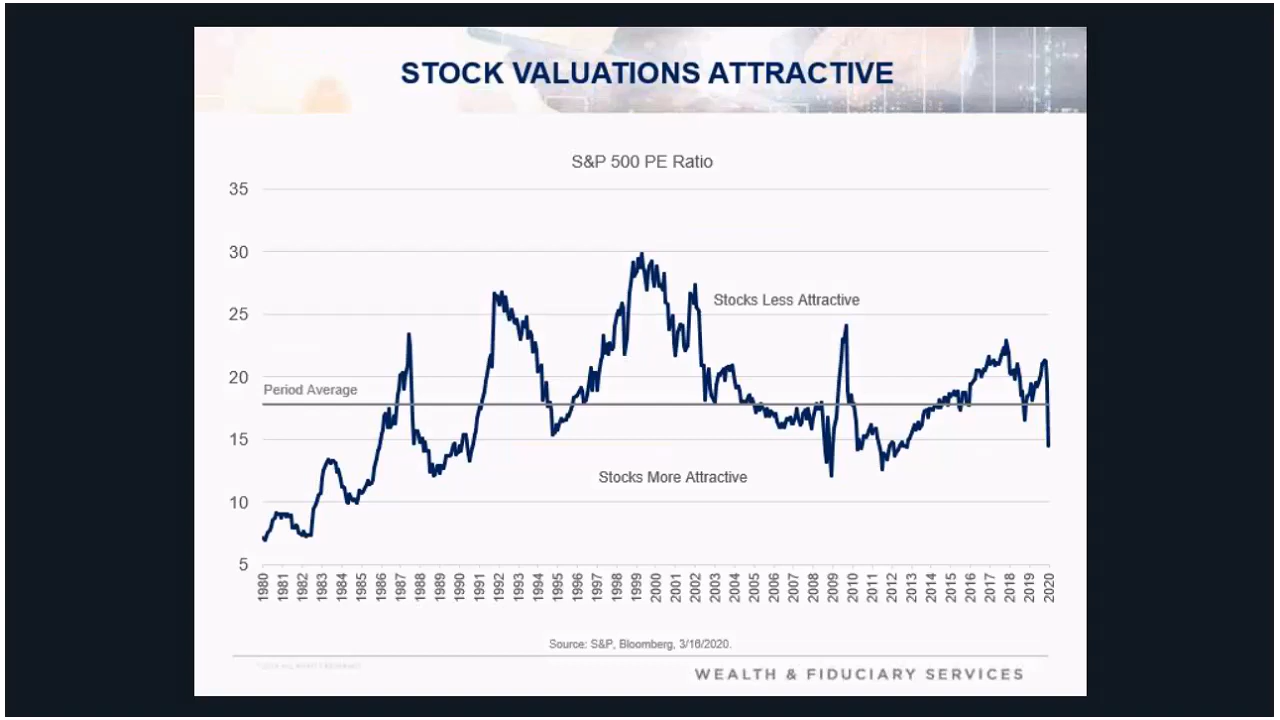 STOCK VALUATIONS ATTRACTIVE
S&P 500 PE Ratio
35
30
25
Stocks Less Attractive
20
Period Average
15
Stocks More Attractive
10
5
1980 1981 1982 1983 1984 1985 1986 1987 1988 1989 1990 1991 1992 1993 1994 1995 1996 1997 1998 1999 2000 2001 2002 2003 2004 2005 2006 2007 2008 2009 2010 2011 2012 2013 2014 2015 2016 2017 2018 2019 2020
Source: S&P, Bloomberg, 3/16/2020.
ALL RIGHTS RESERVED
WEALTH & FIDUCIARY SERVICES